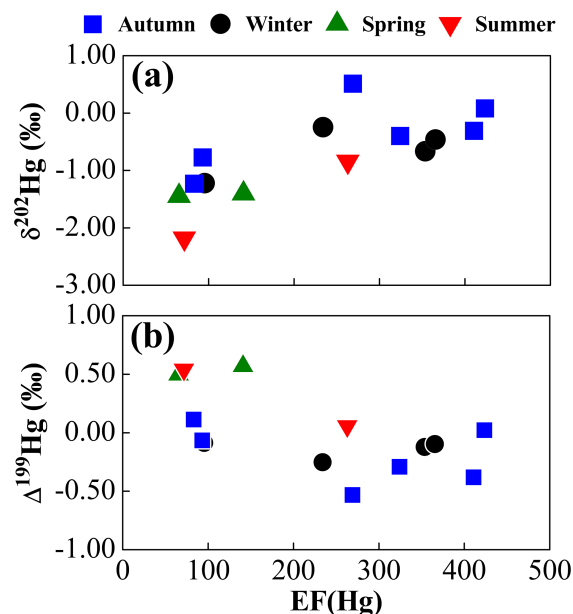 Autumn Winter Spring Summer
(a)
1.00
0.00
-1.00
-2.00
-3.00
δ²⁰²Hg (‰)
(b)
1.00
0.50
0.00
-0.50
-1.00
Δ¹⁹⁹Hg (‰)
0 100 200 300 400 500
EF(Hg)